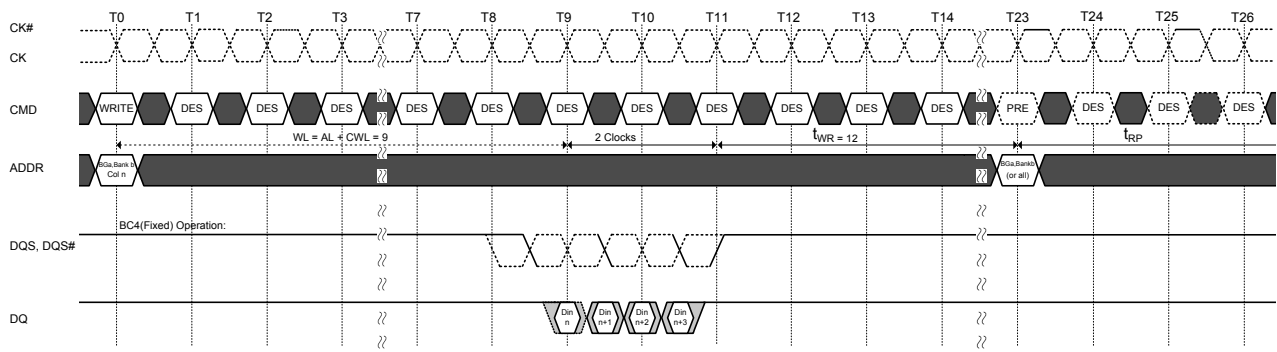 T0 T1 T2 T3 T7 T8 T9 T10 T11 T12 T13 T14 T23 T24 T25 T26
CK#
CK
CMD WRITE DES DES DES DES DES DES DES DES DES DES DES PRE DES DES DES
WL = AL + CWL = 9 2 Clocks tWR = 12 tRP
ADDR
BGa,Bank b
Col n
BGa,Bankb
(or all)
BC4(Fixed) Operation:
DQS, DQS#
DQ
Din
n
Din
n+1
Din
n+2
Din
n+3